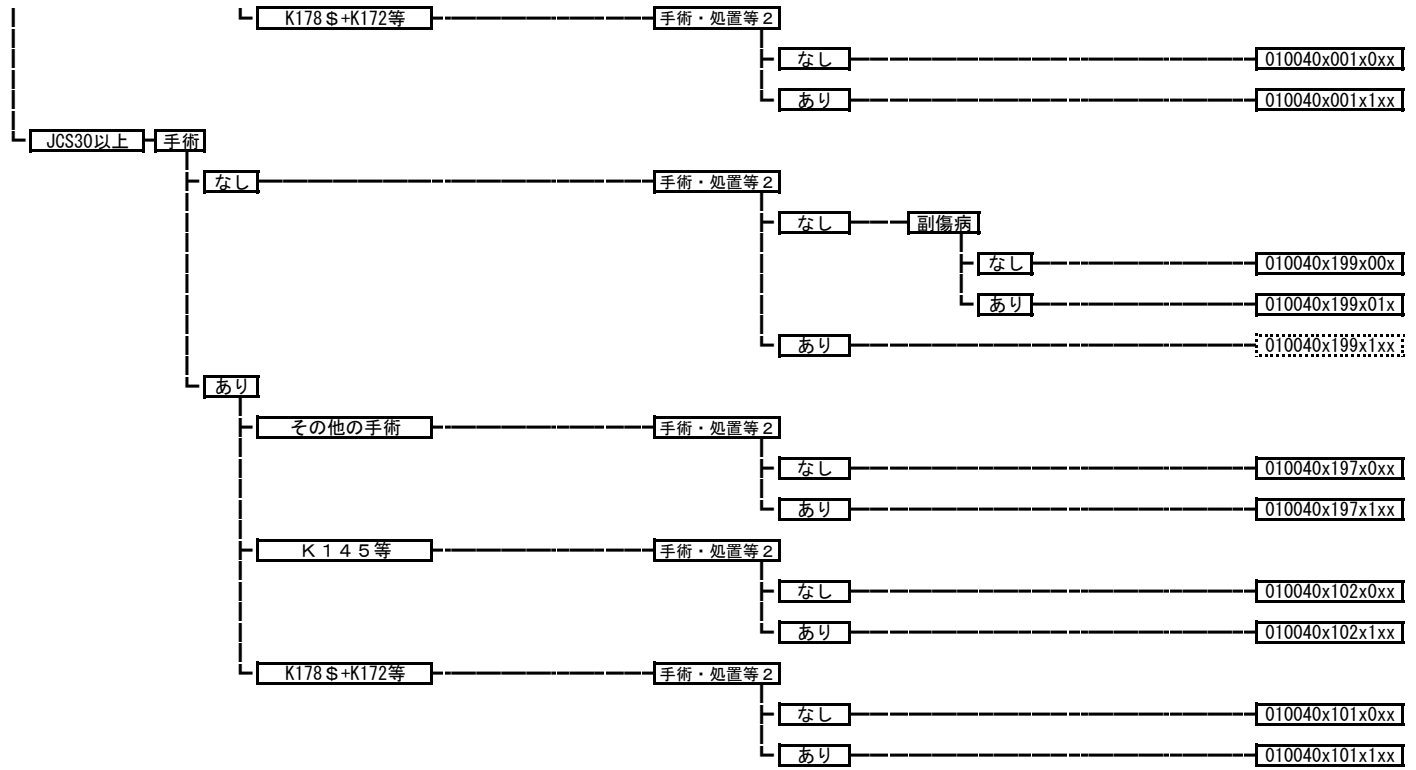 K178＄+K172等 手術・処置等２
なし 010040x001x0xx
あり 010040x001x1xx
JCS30以上 手術
なし 手術・処置等２
なし 副傷病
なし 010040x199x00x
あり 010040x199x01x
あり 010040x199x1xx
あり
その他の手術 手術・処置等２
なし 010040x197x0xx
あり 010040x197x1xx
Ｋ１４５等 手術・処置等２
なし 010040x102x0xx
あり 010040x102x1xx
K178＄+K172等 手術・処置等２
なし 010040x101x0xx
あり 010040x101x1xx